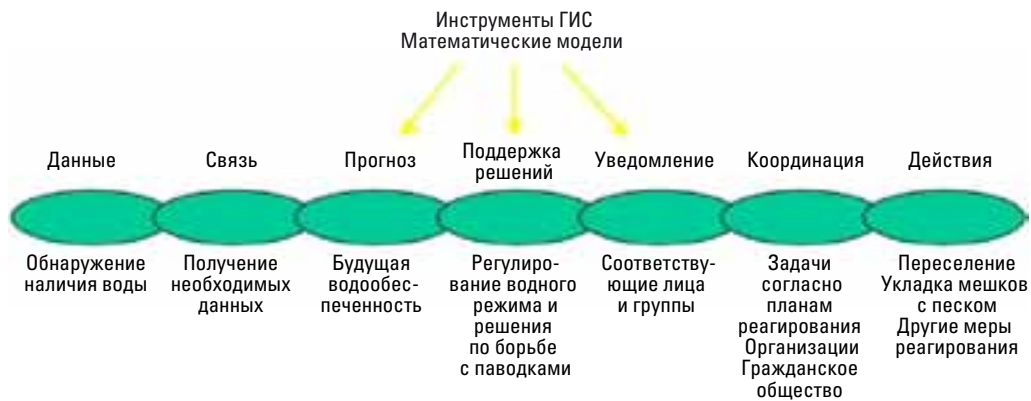 Инструменты ГИС
Математические модели
Данные
Связь
Прогноз
Поддержка
решений
Уведомление
Координация
Действия
Обнаружение
наличия воды
Получение
необходимых
данных
Будущая
водообес-
печенность
Регулиро-
вание водного
режима и
решения
по борьбе
с паводками
Соответству-
ющие лица
и группы
Задачи
согласно
планам
реагирования
Организации
Гражданское
общество
Переселение
Укладка мешков
с песком
Другие меры
реагирования